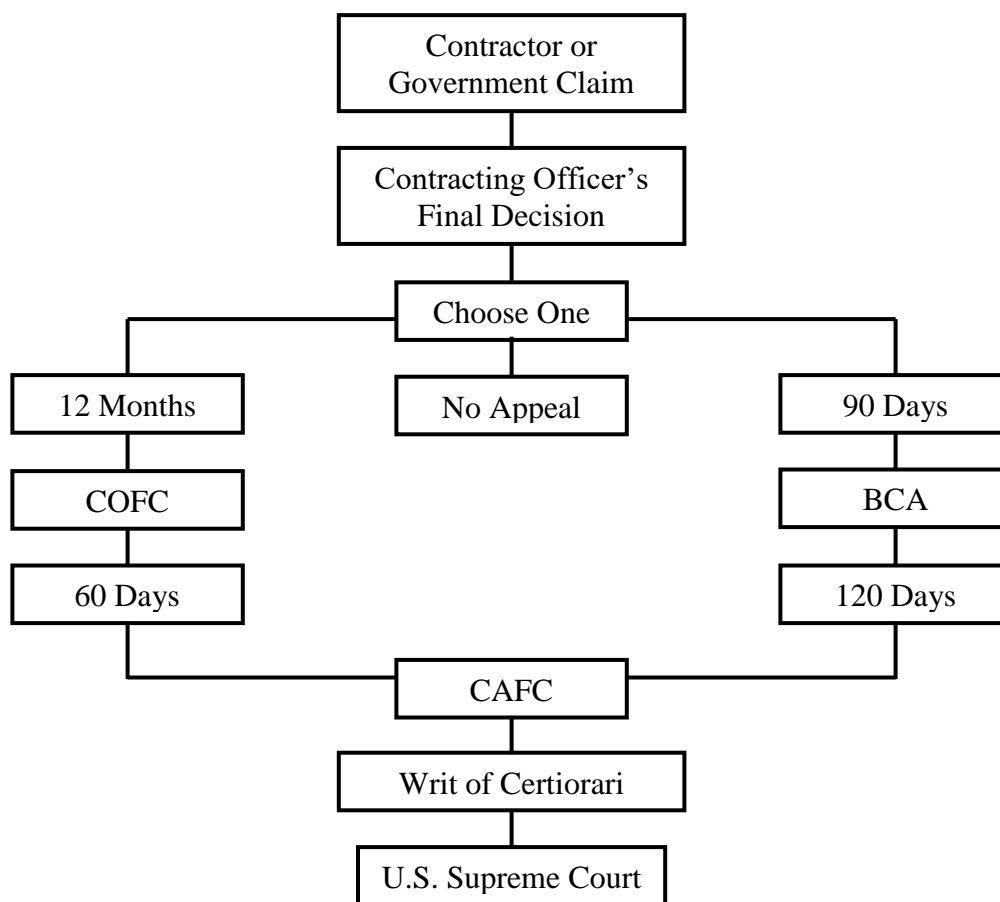 Contractor or
Government Claim
Contracting Officer’s
Final Decision
Choose One
12 Months
No Appeal
90 Days
COFC
BCA
60 Days
120 Days
CAFC
Writ of Certiorari
U.S. Supreme Court